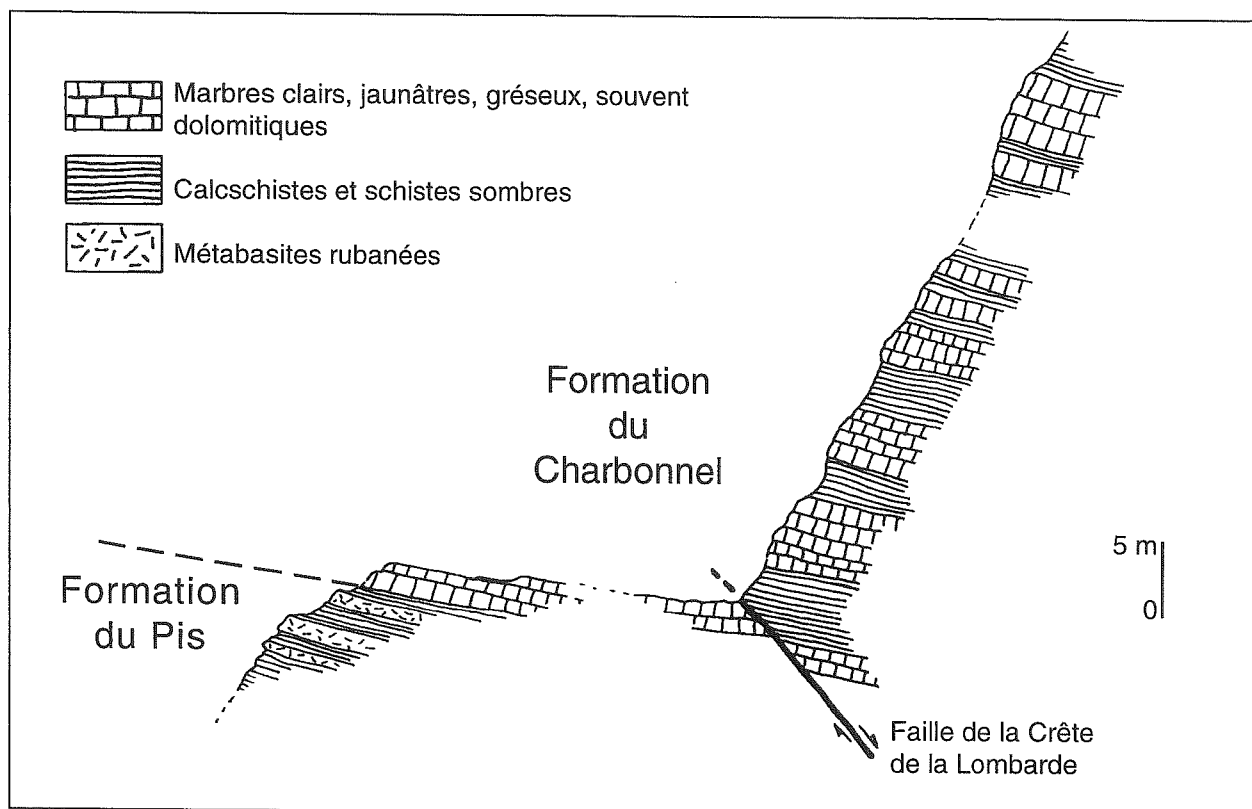 Marbres clairs, jaunâtres, gréseux, souvent
dolomitiques
Calcschistes et schistes sombres
Métabasites rubanées
Formation
du
Charbonnel
Formation
du Pis
5 m
0
Faille de la Crête
de la Lombarde